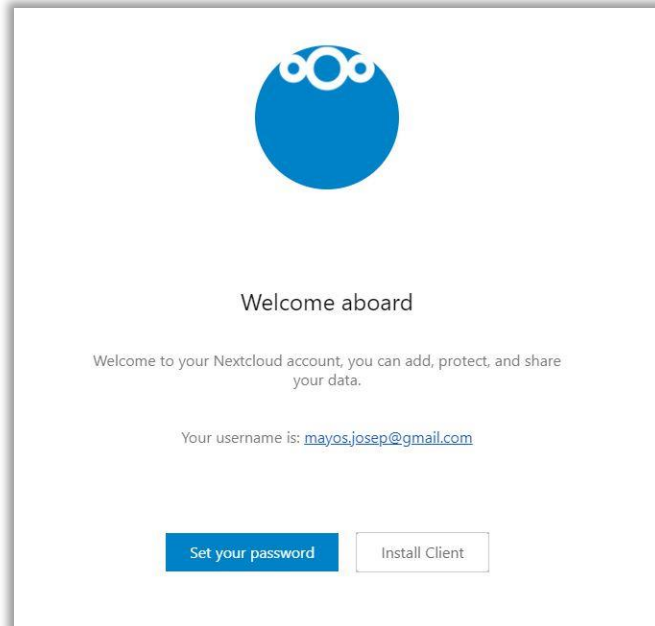 Welcome aboard
Welcome to your Nextcloud account, you can add, protect, and share
your data.
Your username is: mayos.josep@gmail.com
Set your password
Install Client